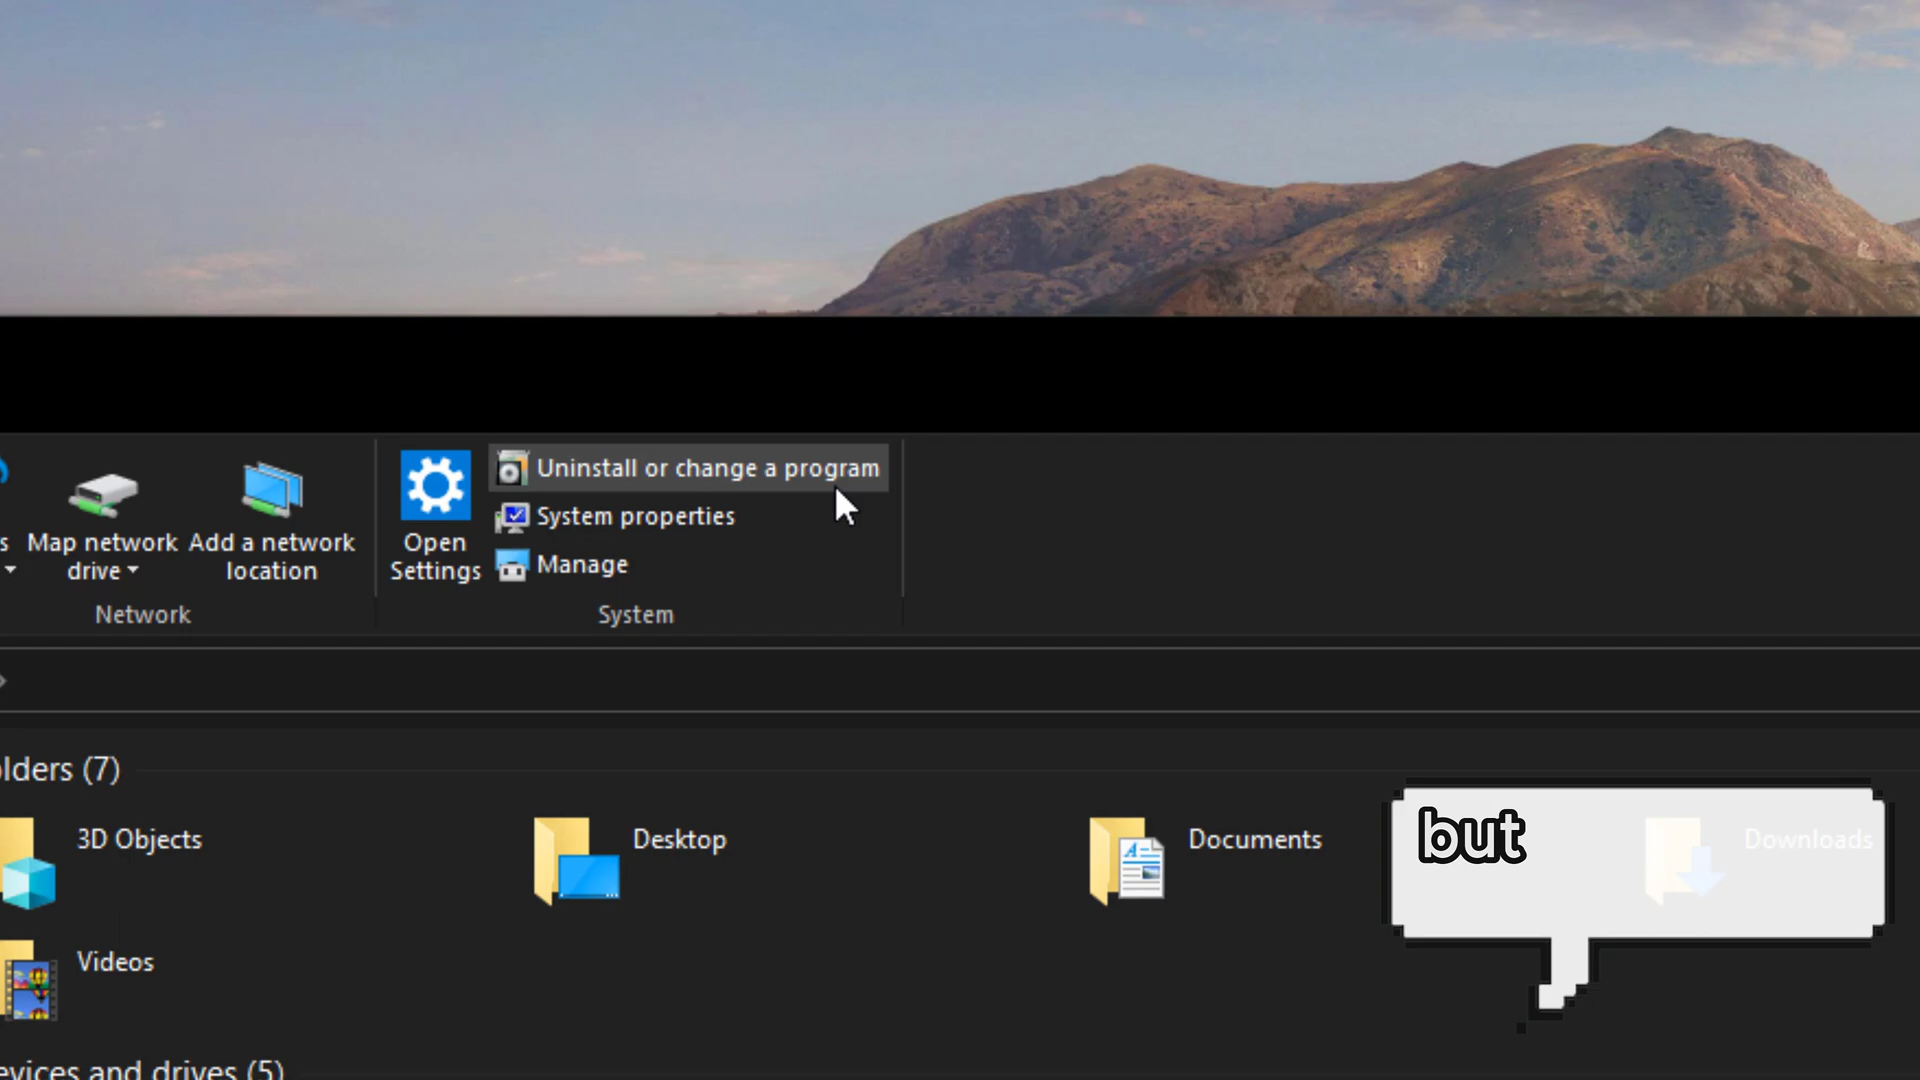 Uninstall or change a program
System properties
Manage
s
Map network
drive
Add a network
location
Open
Settings
Network
System
olders (7)
3D Objects
Desktop
Documents
but
Downloads
Videos
evices and drives (5)